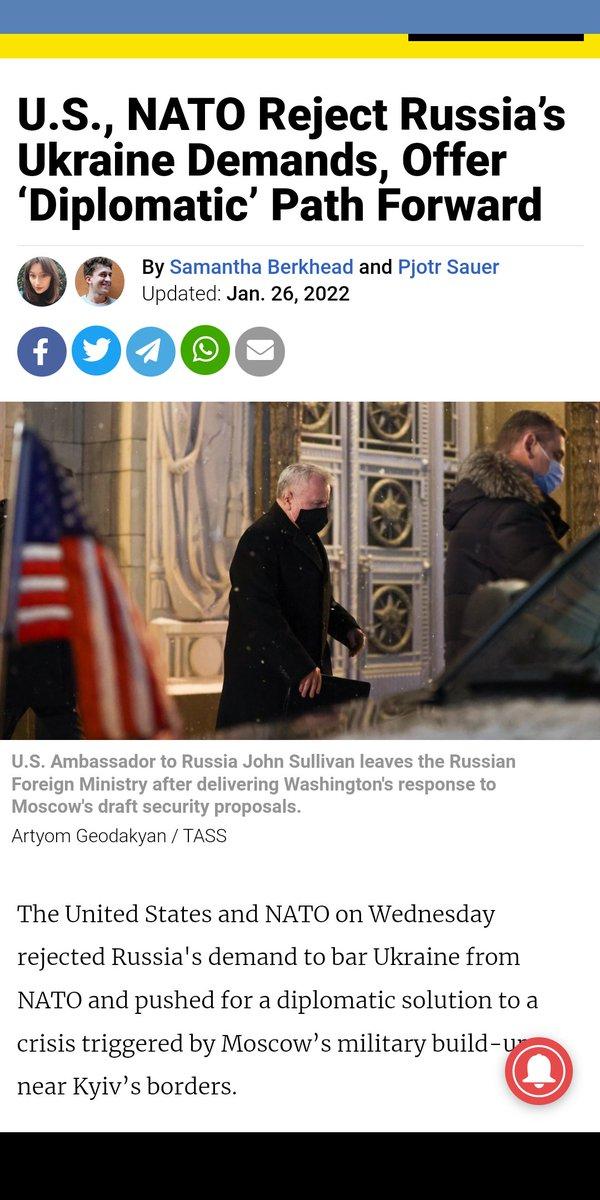 U.S., NATO Reject Russia’s
Ukraine Demands, Offer
‘Diplomatic’ Path Forward
By Samantha Berkhead and Pjotr Sauer
Updated: Jan. 26, 2022
U.S. Ambassador to Russia John Sullivan leaves the Russian
Foreign Ministry after delivering Washington's response to
Moscow's draft security proposals.
Artyom Geodakyan / TASS
The United States and NATO on Wednesday
rejected Russia's demand to bar Ukraine from
NATO and pushed for a diplomatic solution to a
crisis triggered by Moscow’s military build-up
near Kyiv’s borders.